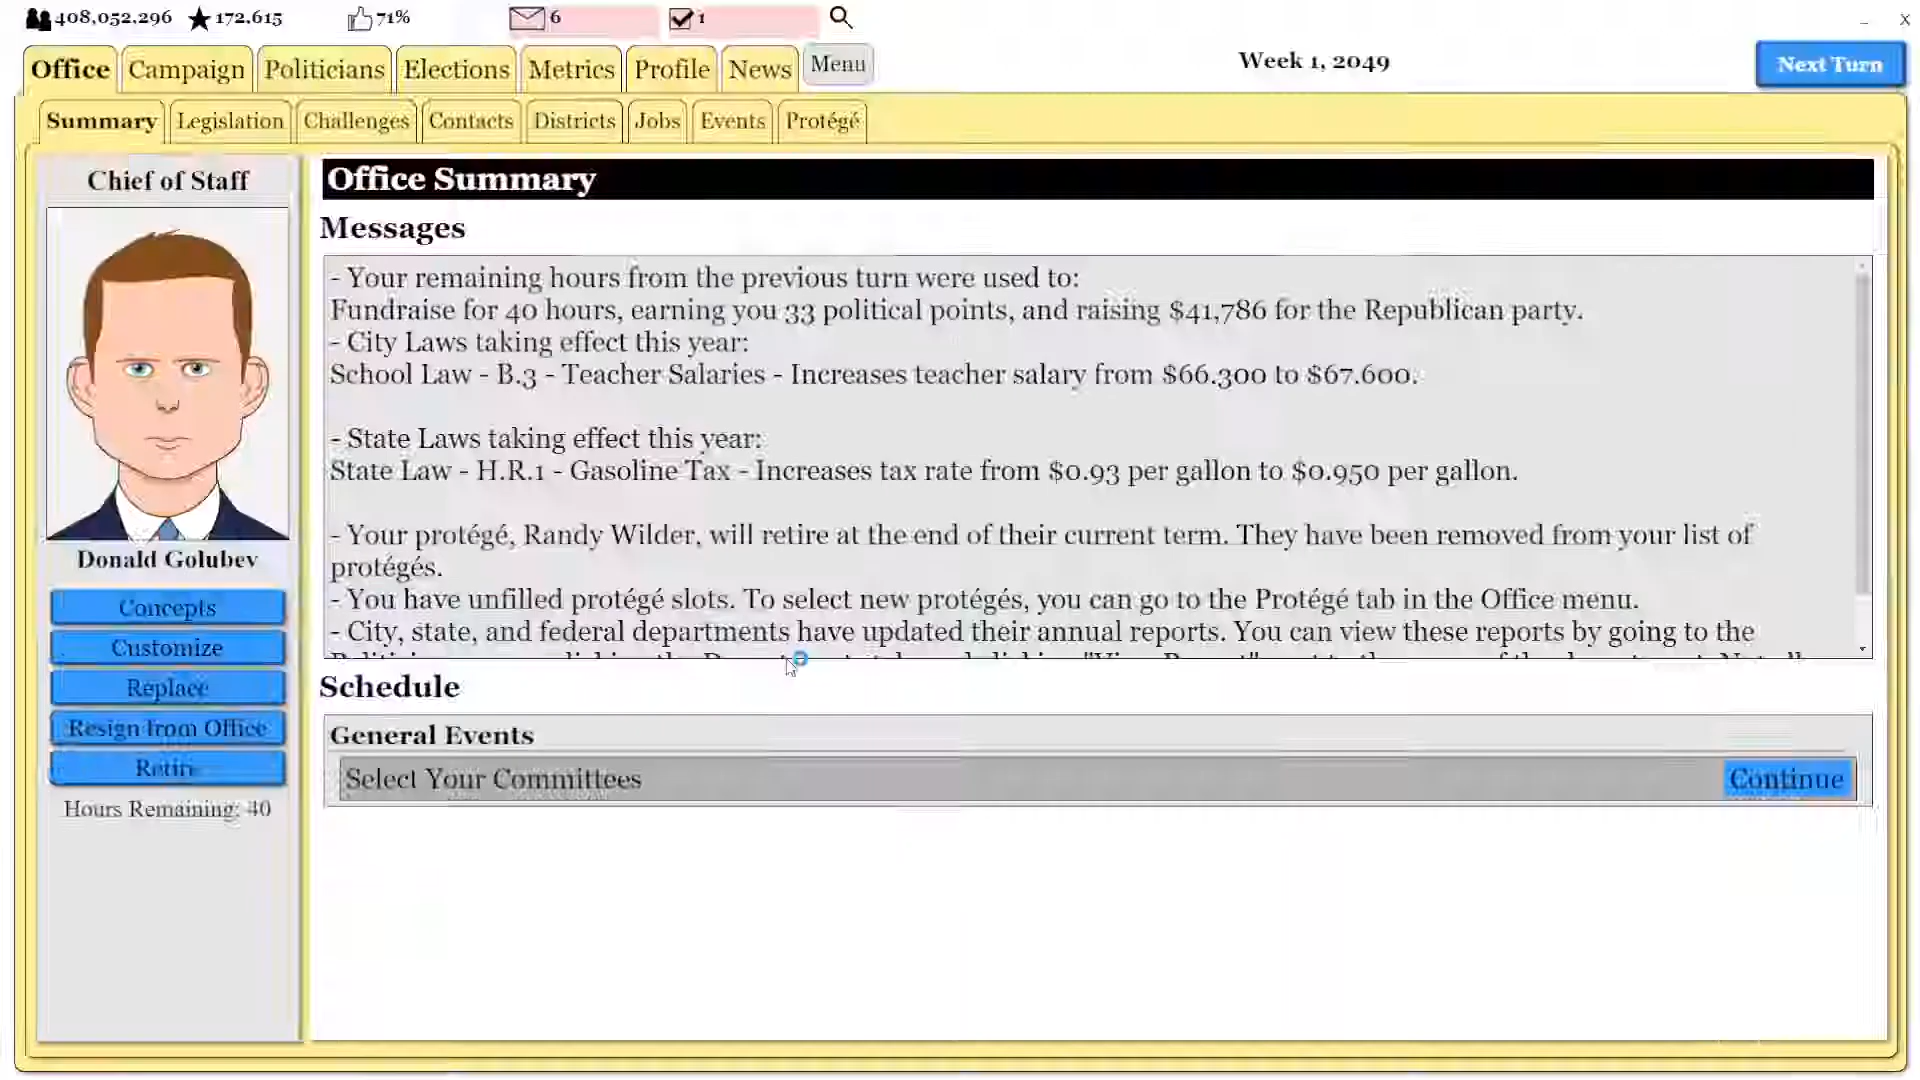 408,052,296 172,615 71% 6 1
Office Campaign Politicians Elections Metrics Profile News Menu Week 1, 2049 Next Turn
Summary Legislation Challenges Contacts Districts Jobs Events Protégé
Chief of Staff
Donald Golubev
Concepts
Customize
Replace
Resign from Office
Retire
Hours Remaining: 40
Office Summary
Messages
- Your remaining hours from the previous turn were used to:
Fundraise for 40 hours, earning you 33 political points, and raising $41,786 for the Republican party.
- City Laws taking effect this year:
School Law - B.3 - Teacher Salaries - Increases teacher salary from $66,300 to $67,600.
- State Laws taking effect this year:
State Law - H.R.1 - Gasoline Tax - Increases tax rate from $0.93 per gallon to $0.950 per gallon.
- Your protégé, Randy Wilder, will retire at the end of their current term. They have been removed from your list of
protégés.
- You have unfilled protégé slots. To select new protégés, you can go to the Protégé tab in the Office menu.
- City, state, and federal departments have updated their annual reports. You can view these reports by going to the
Schedule
General Events
Select Your Committees Continue